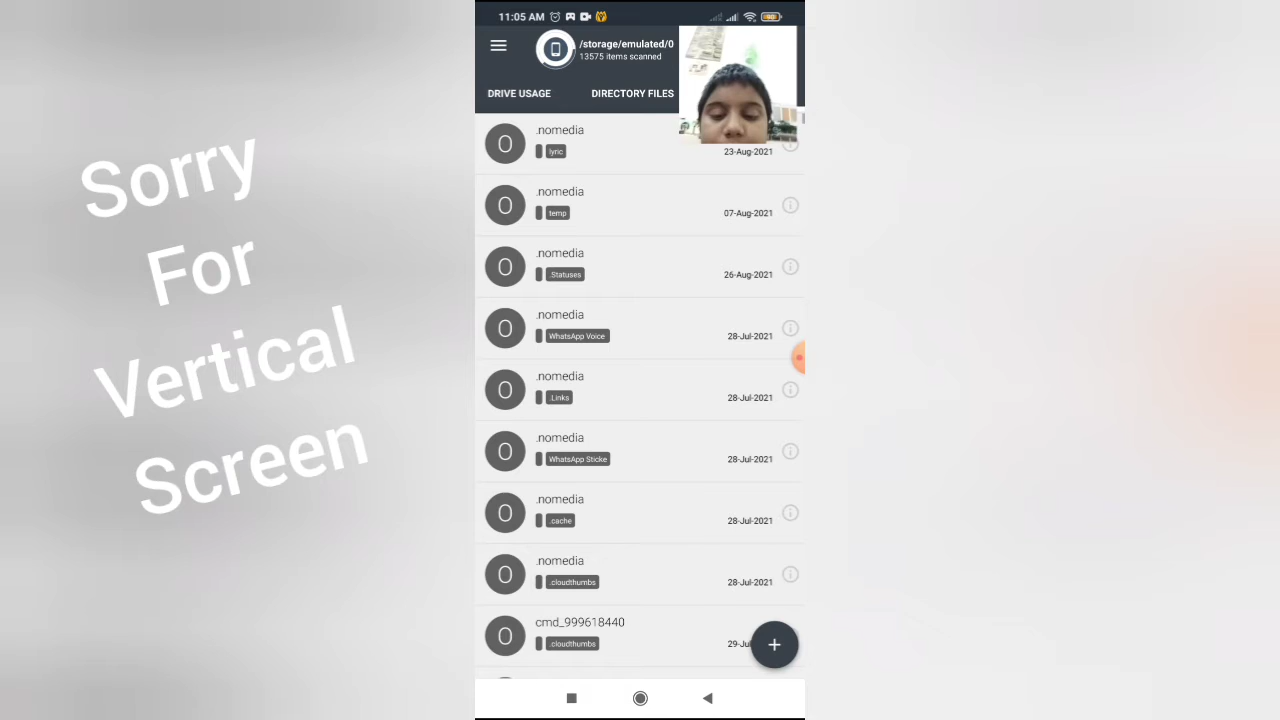 Sorry
For
Vertical
Screen
11:05 AM
90
/storage/emulated/0
13575 items scanned
DRIVE USAGE
DIRECTORY FILES
O
.nomedia
lyric
23-Aug-2021
O
.nomedia
temp
07-Aug-2021
O
.nomedia
.Statuses
26-Aug-2021
O
.nomedia
WhatsApp Voice
28-Jul-2021
O
.nomedia
.Links
28-Jul-2021
O
.nomedia
WhatsApp Sticke
28-Jul-2021
O
.nomedia
.cache
28-Jul-2021
O
.nomedia
.cloudthumbs
28-Jul-2021
O
cmd_999618440
.cloudthumbs
29-Jul
+